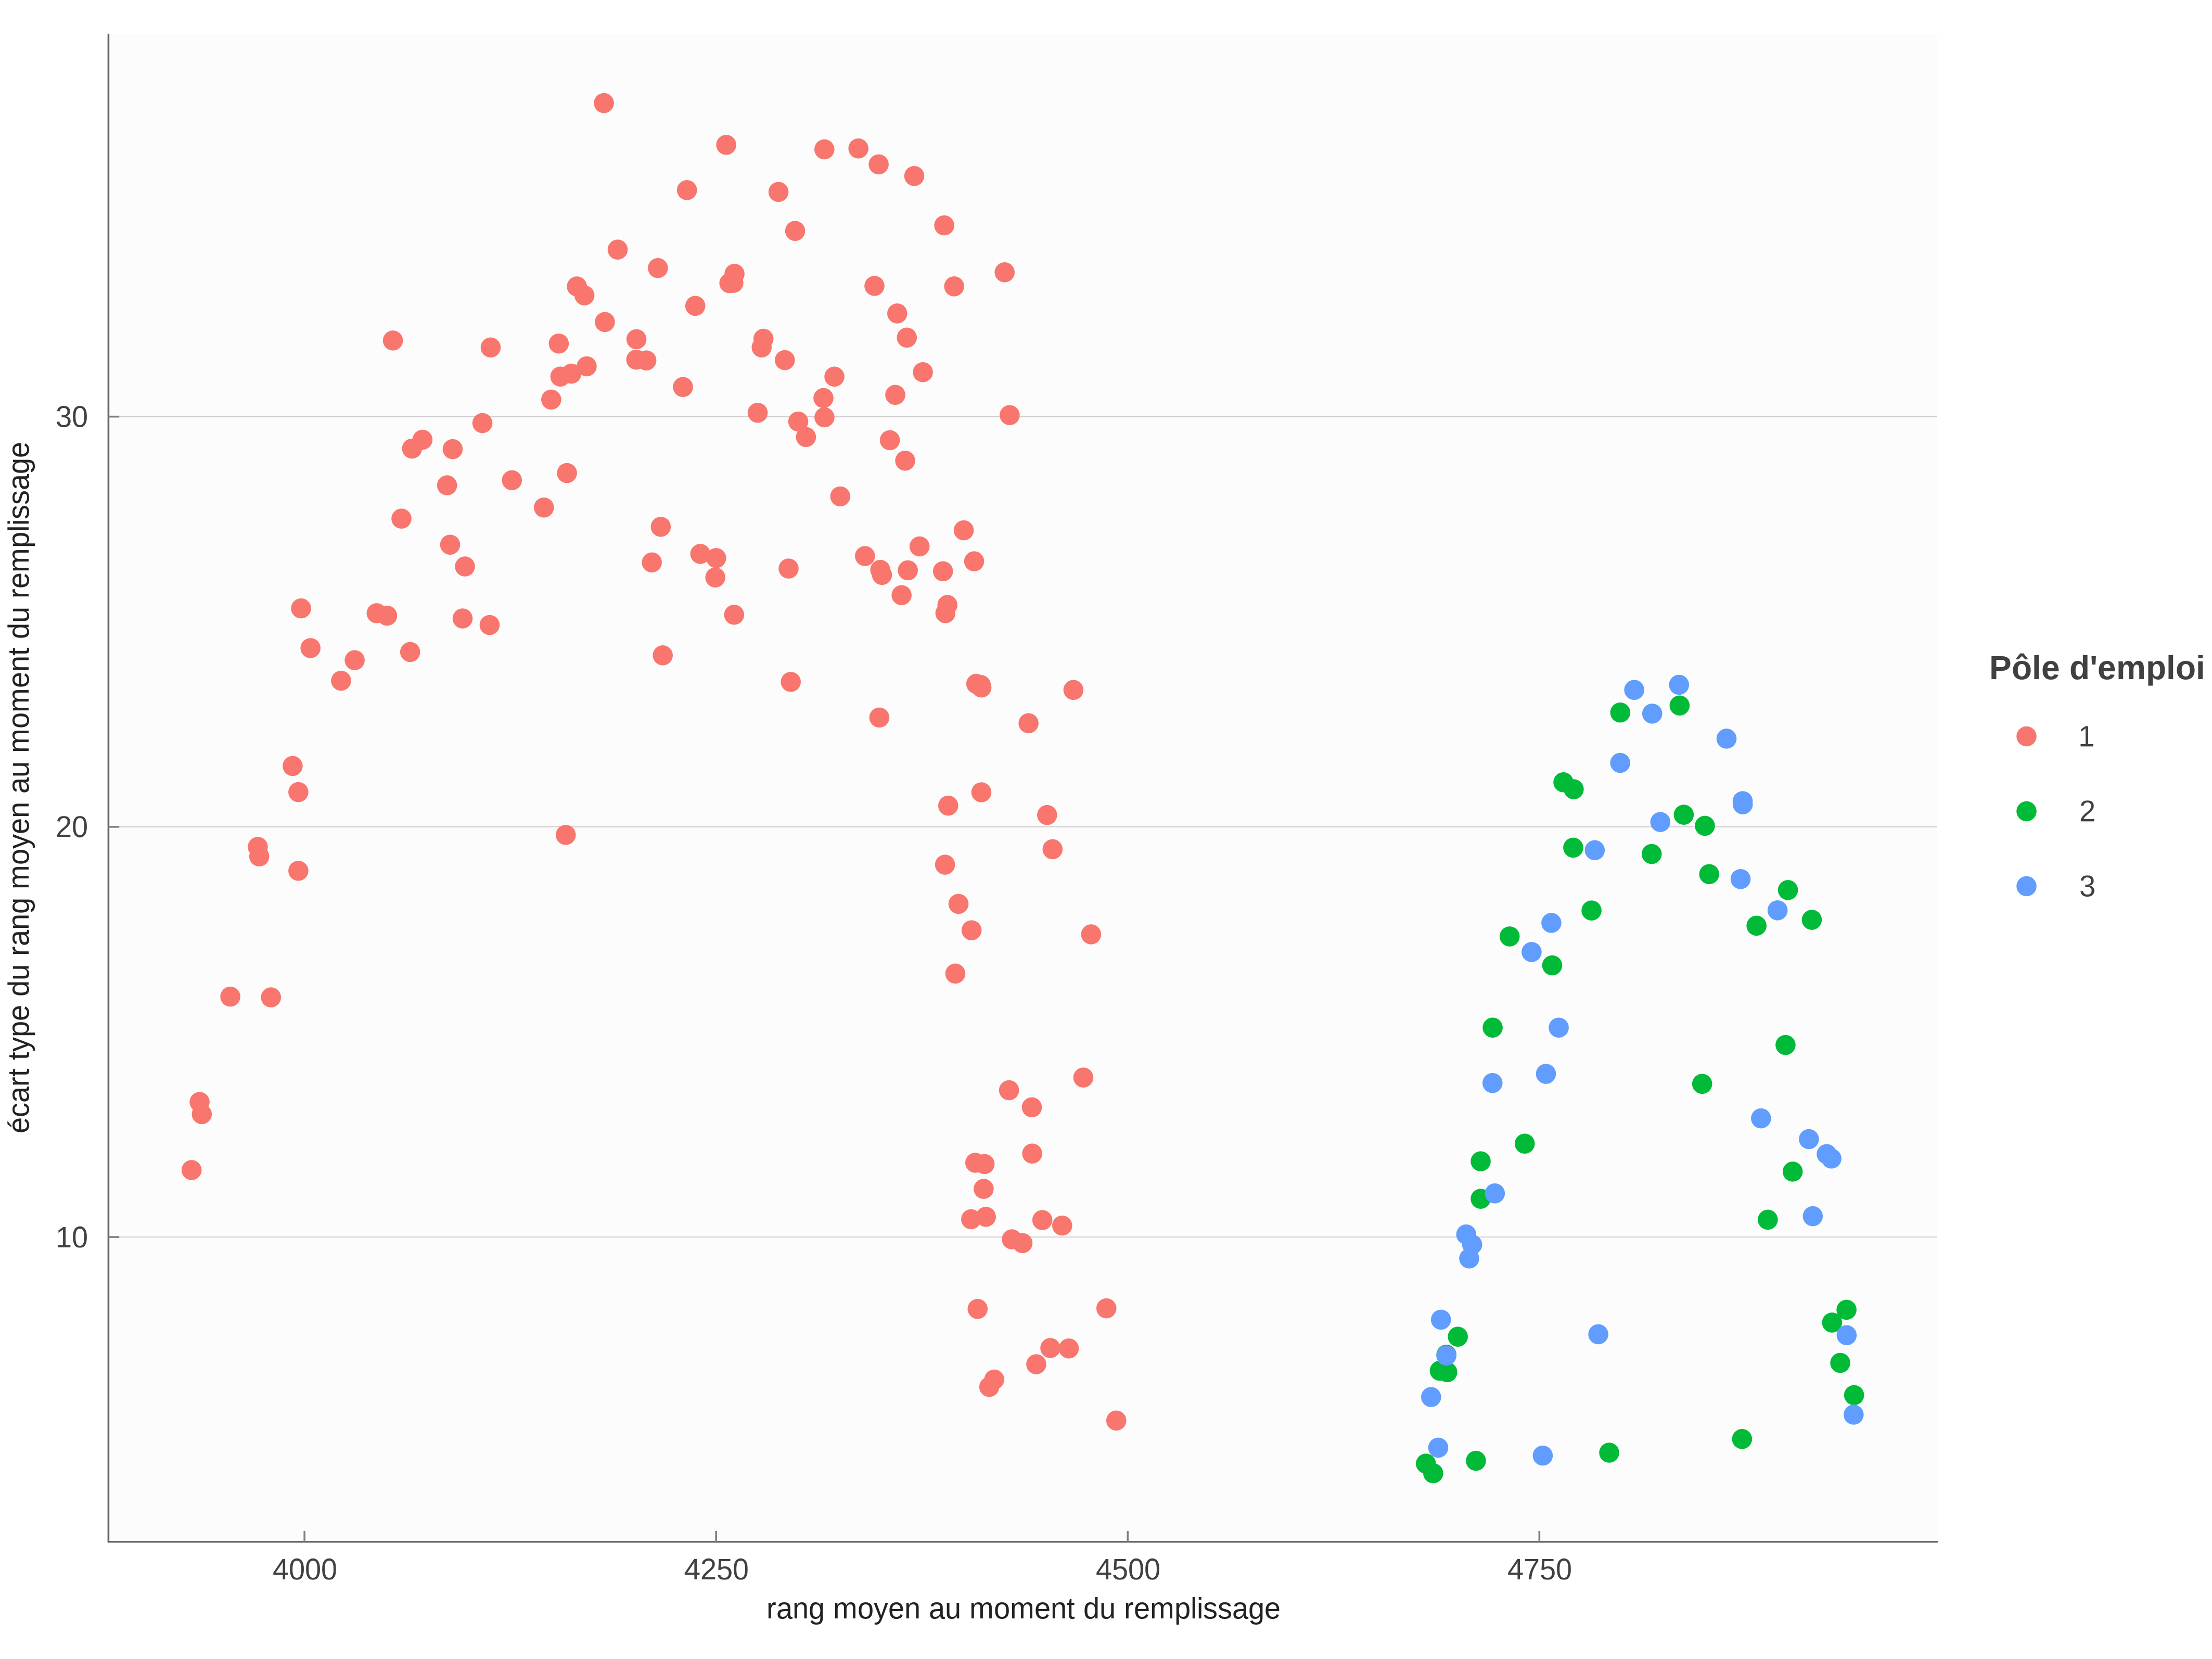 écart type du rang moyen au moment du remplissage
30
20
10
4000 4250 4500 4750
rang moyen au moment du remplissage
Pôle d'emploi
1
2
3